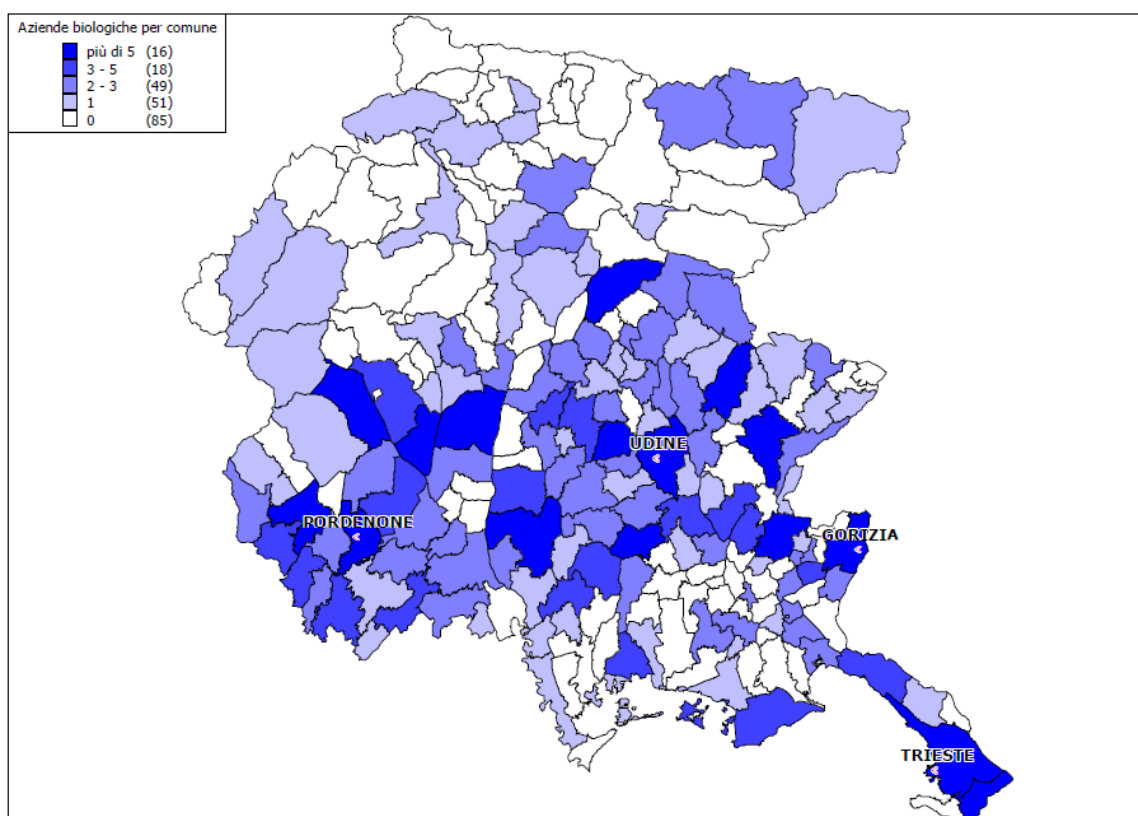 Aziende biologiche per comune
più di 5 (16)
3 - 5 (18)
2 - 3 (49)
1 (51)
0 (85)
UDINE
PORDENONE
GORIZIA
TRIESTE